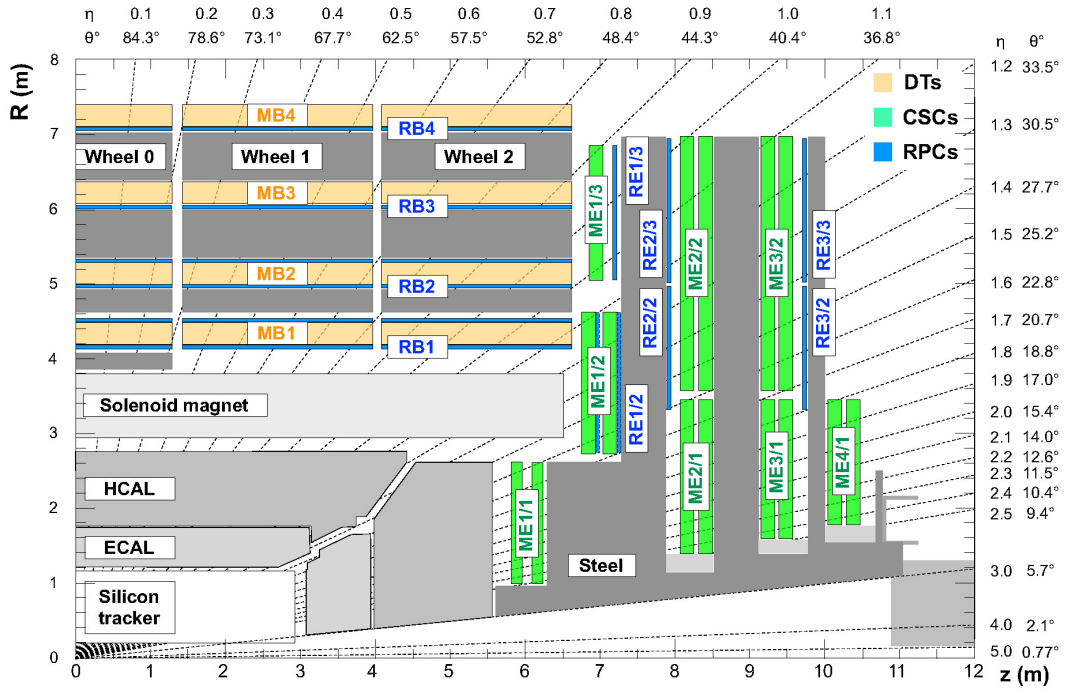 η 0.1 0.2 0.3 0.4 0.5 0.6 0.7 0.8 0.9 1.0 1.1
θ° 84.3° 78.6° 73.1° 67.7° 62.5° 57.5° 52.8° 48.4° 44.3° 40.4° 36.8° η θ°
R (m)
8
7
6
5
4
3
2
1
0
1.2 33.5°
1.3 30.5°
1.4 27.7°
1.5 25.2°
1.6 22.8°
1.7 20.7°
1.8 18.8°
1.9 17.0°
2.0 15.4°
2.1 14.0°
2.2 12.6°
2.3 11.5°
2.4 10.4°
2.5 9.4°
3.0 5.7°
4.0 2.1°
5.0 0.77°
DTs
CSCs
RPCs
MB4
RB4
Wheel 0 Wheel 1 Wheel 2
MB3
RB3
MB2
RB2
MB1
RB1
Solenoid magnet
HCAL
ECAL
Silicon
tracker
Steel
ME1/3
RE1/3
RE2/3
ME2/2
ME3/2
RE3/3
ME1/2
RE2/2
RE1/2
RE3/2
ME1/1
ME2/1
ME3/1
ME4/1
0 1 2 3 4 5 6 7 8 9 10 11 12
z (m)